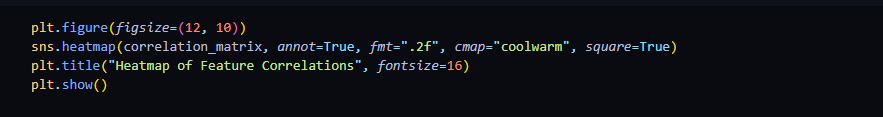 plt.figure(figsize=(12, 10))
sns.heatmap(correlation_matrix, annot=True, fmt=".2f", cmap="coolwarm", square=True)
plt.title("Heatmap of Feature Correlations", fontsize=16)
plt.show()